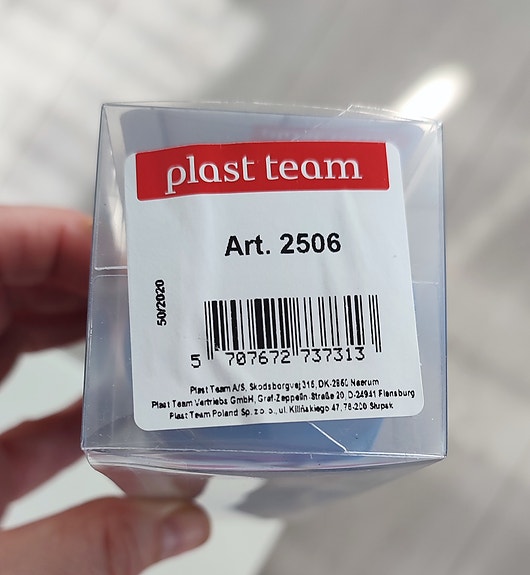 plast team
Art. 2506
50/2020
5 707672 737313
Plast Team A/S, Skodsborgvej 315, DK-2850 Naerum
Plast Team Vertriebs GmbH, Graf-Zeppelin-Straße 20, D-24941 Flensburg
Plast Team Poland Sp. z o. o., ul. Kilińskiego 47, 76-200 Słupsk